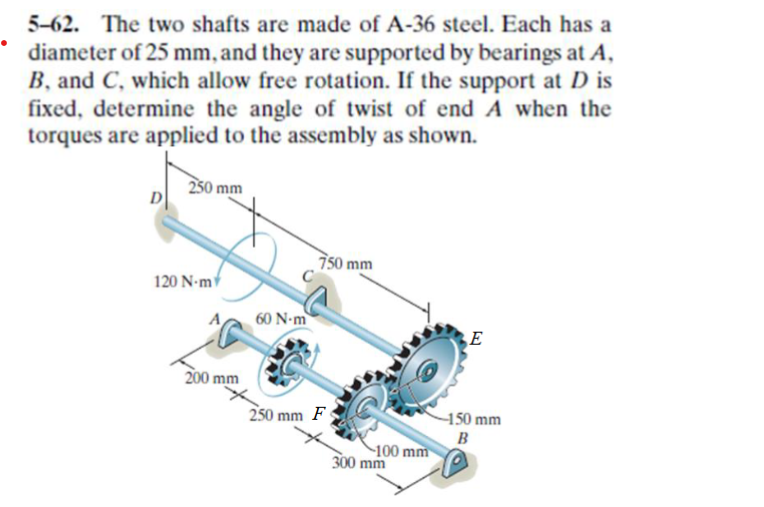 5–62. The two shafts are made of A-36 steel. Each has a
diameter of 25 mm, and they are supported by bearings at A,
B, and C, which allow free rotation. If the support at D is
fixed, determine the angle of twist of end A when the
torques are applied to the assembly as shown.
250 mm
D
750 mm
C
120 N·m
A
60 N·m
E
200 mm
250 mm
F
150 mm
B
100 mm
300 mm